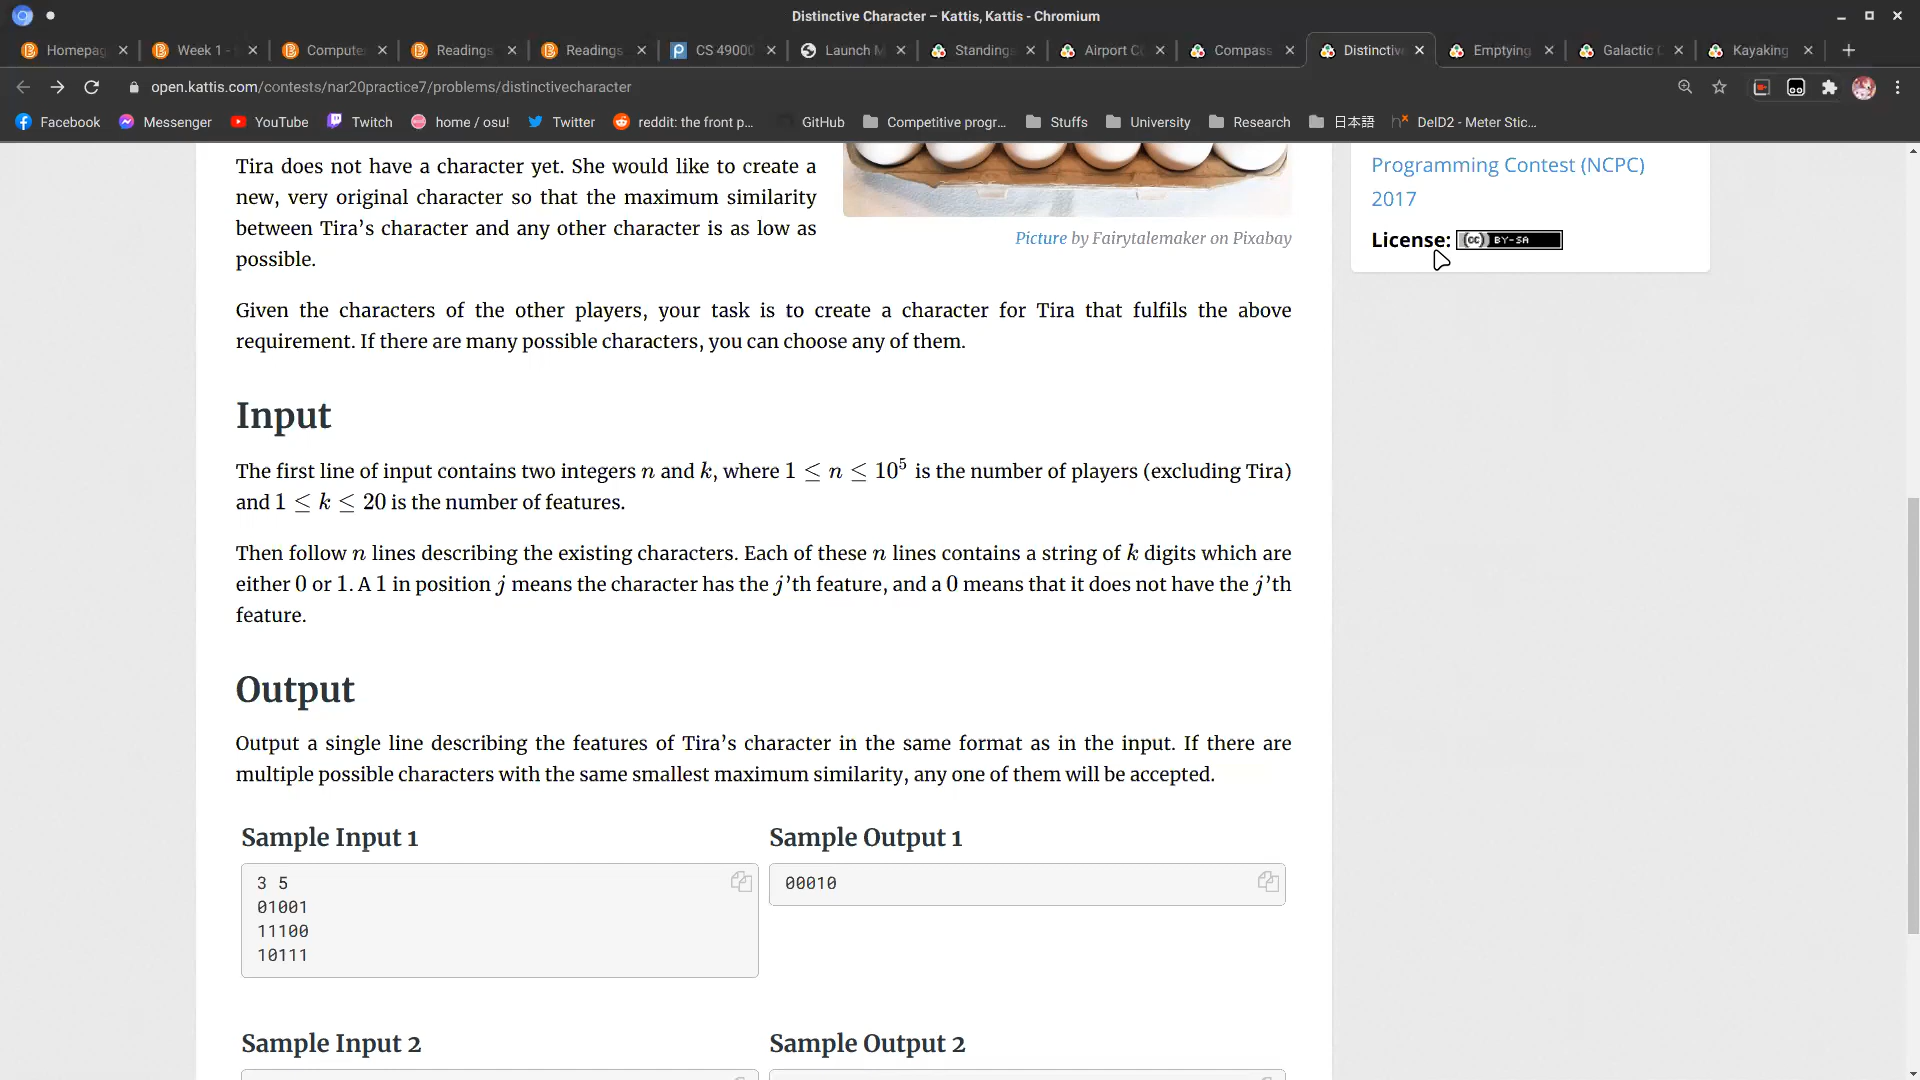 Distinctive Character – Kattis, Kattis - Chromium
Homepag
Week 1 -
Compute
Readings
Readings
CS 49000
Launch M
Standings
Airport C
Compass
Distinctive
Emptying
Galactic C
Kayaking
open.kattis.com/contests/nar20practice7/problems/distinctivecharacter
Facebook
Messenger
YouTube
Twitch
home / osu!
Twitter
reddit: the front p...
GitHub
Competitive progr...
Stuffs
University
Research
日本語
DelD2 - Meter Stic...
Tira does not have a character yet. She would like to create a
new, very original character so that the maximum similarity
between Tira’s character and any other character is as low as
possible.
Picture by Fairytalemaker on Pixabay
Given the characters of the other players, your task is to create a character for Tira that fulfils the above
requirement. If there are many possible characters, you can choose any of them.
Input
The first line of input contains two integers n and k, where 1 ≤ n ≤ 10⁵ is the number of players (excluding Tira)
and 1 ≤ k ≤ 20 is the number of features.
Then follow n lines describing the existing characters. Each of these n lines contains a string of k digits which are
either 0 or 1. A 1 in position j means the character has the j’th feature, and a 0 means that it does not have the j’th
feature.
Output
Output a single line describing the features of Tira’s character in the same format as in the input. If there are
multiple possible characters with the same smallest maximum similarity, any one of them will be accepted.
Sample Input 1
3 5
01001
11100
10111
Sample Output 1
00010
Sample Input 2
Sample Output 2
Programming Contest (NCPC)
2017
License: cc BY-SA